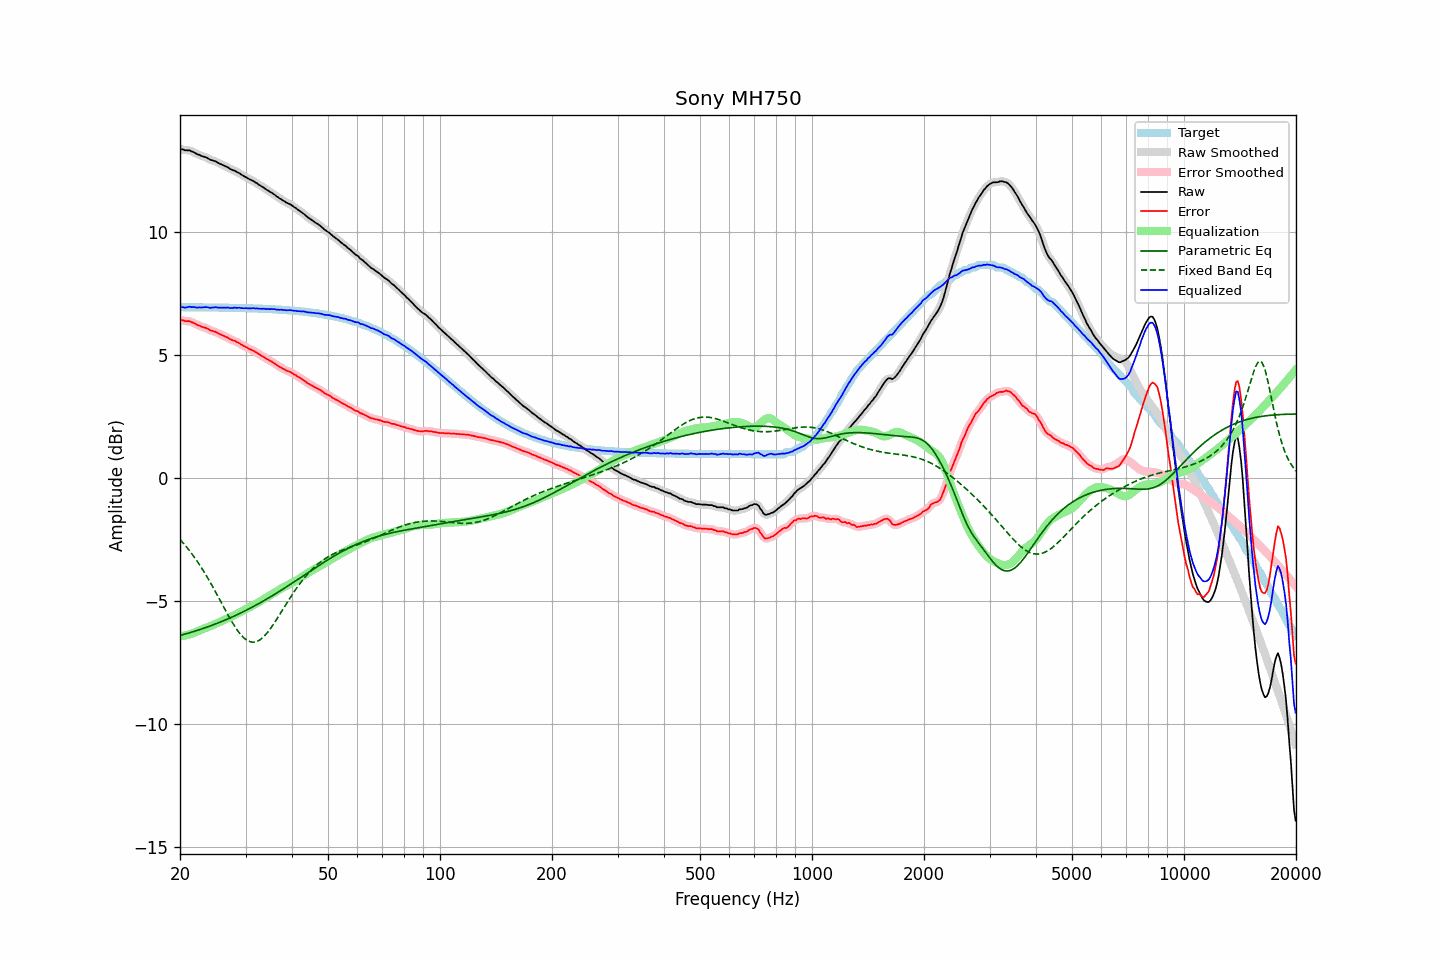 Sony MH750
Target
Raw Smoothed
Error Smoothed
Raw
Error
Equalization
Parametric Eq
Fixed Band Eq
Equalized
Amplitude (dBr)
10
5
0
−5
−10
−15
20
50
100
200
500
1000
2000
5000
10000
20000
Frequency (Hz)